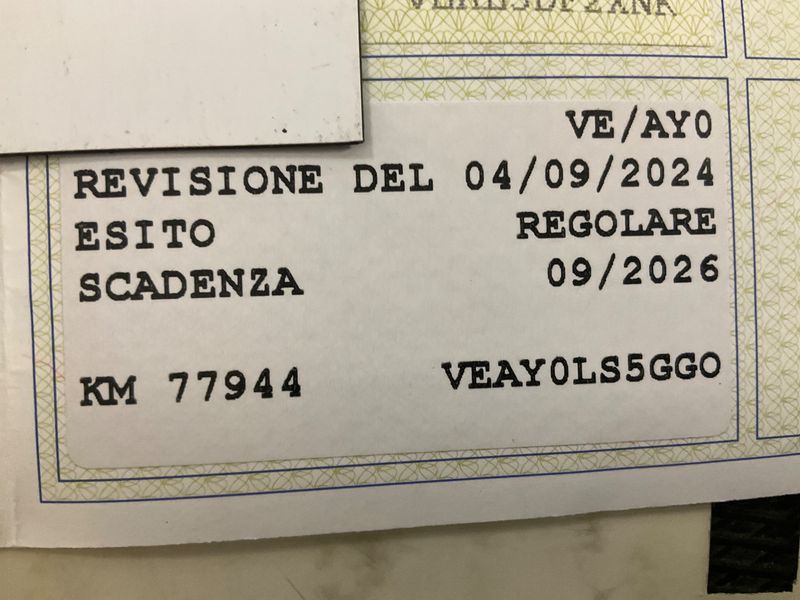 VE/AY0
REVISIONE DEL 04/09/2024
ESITO REGOLARE
SCADENZA 09/2026
KM 77944 VEAY0LS5GGO